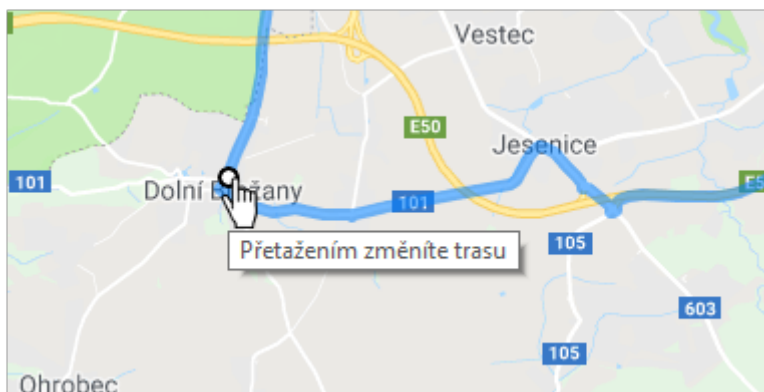 Vestec
E50
Jesenice
101
Dolní
101
Přetažením změníte trasu
105
603
105
Ohrobec